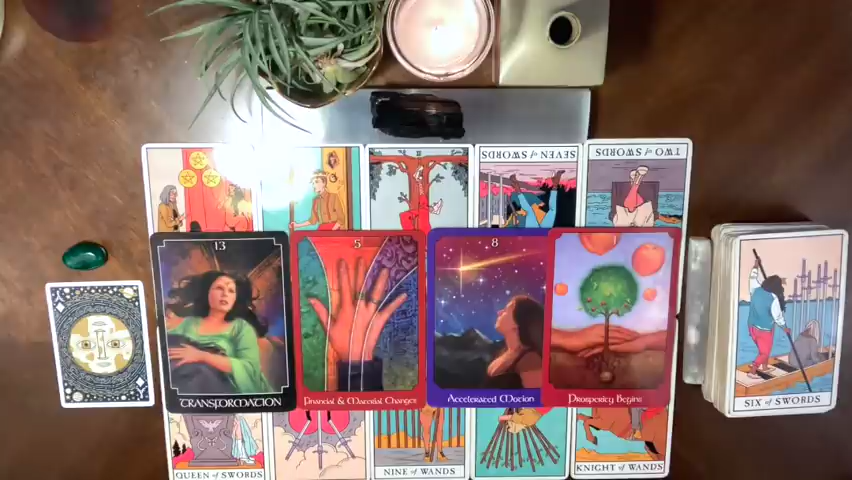 SEVEN of SWORDS
TWO of SWORDS
13
5
8
1
TRANSFORMATION
Financial & Material Changes
Accelerated Motion
Prosperity Begins
SIX of SWORDS
QUEEN of SWORDS
NINE of WANDS
KNIGHT of WANDS